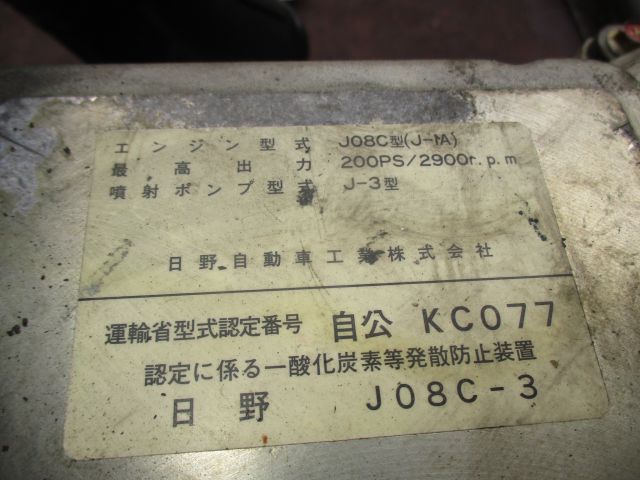 エンジン型式 J08C型(J-1A)
最高出力 200PS/2900r.p.m
噴射ポンプ型式 J-3型
日野自動車工業株式会社
運輸省型式認定番号 自公 KC077
認定に係る一酸化炭素等発散防止装置
日野 J08C-3